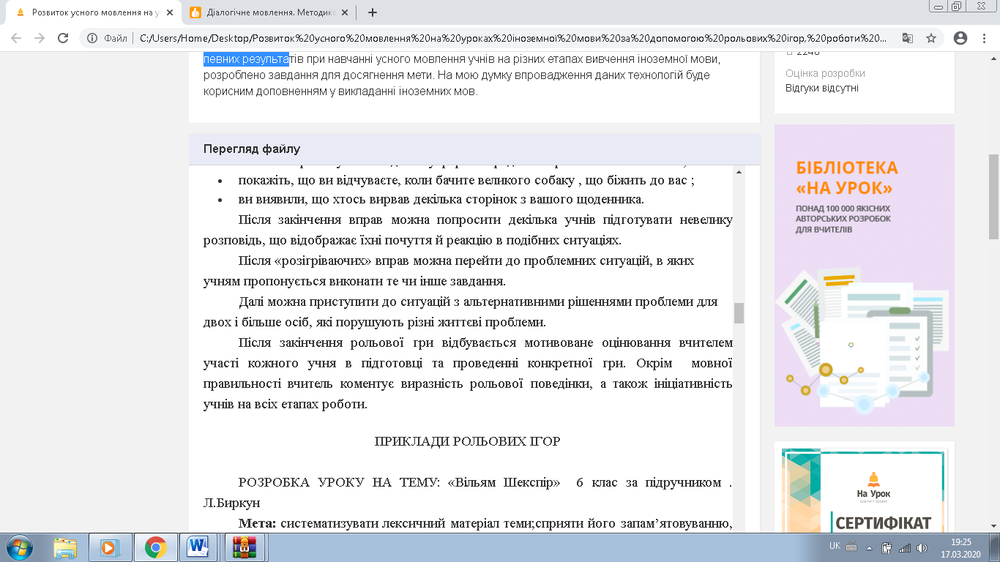 Розвиток усного мовлення на у
Діалогічне мовлення. Методика
Файл
C:/Users/Home/Desktop/Розвиток%20усного%20мовлення%20на%20уроках%20іноземної%20мови%20за%20допомогою%20рольових%20ігор,%20роботи%20...
певних результатів при навчанні усного мовлення учнів на різних етапах вивчення іноземної мови,
розроблено завдання для досягнення мети. На мою думку впровадження даних технологій буде
корисним доповненням у викладанні іноземних мов.
2248
Оцінка розробки
Відгуки відсутні
Перегляд файлу
• покажіть, що ви відчуваєте, коли бачите великого собаку , що біжить до вас ;
• ви виявили, що хтось вирвав декілька сторінок з вашого щоденника.
Після закінчення вправ можна попросити декілька учнів підготувати невелику
розповідь, що відображає їхні почуття й реакцію в подібних ситуаціях.
Після «розігріваючих» вправ можна перейти до проблемних ситуацій, в яких
учням пропонується виконати те чи інше завдання.
Далі можна приступити до ситуацій з альтернативними рішеннями проблеми для
двох і більше осіб, які порушують різні життєві проблеми.
Після закінчення рольової гри відбувається мотивоване оцінювання вчителем
участі кожного учня в підготовці та проведенні конкретної гри. Окрім мовної
правильності вчитель коментує виразність рольової поведінки, а також ініціативність
учнів на всіх етапах роботи.
ПРИКЛАДИ РОЛЬОВИХ ІГОР
РОЗРОБКА УРОКУ НА ТЕМУ: «Вільям Шекспір» 6 клас за підручником .
Л.Биркун
Мета: систематизувати лексичний матеріал теми;сприяти його запам’ятовуванню,
БІБЛІОТЕКА
«НА УРОК»
ПОНАД 100 000 ЯКІСНИХ
АВТОРСЬКИХ РОЗРОБОК
ДЛЯ ВЧИТЕЛІВ
На Урок
освітній проект
СЕРТИФІКАТ
UK
19:25
17.03.2020